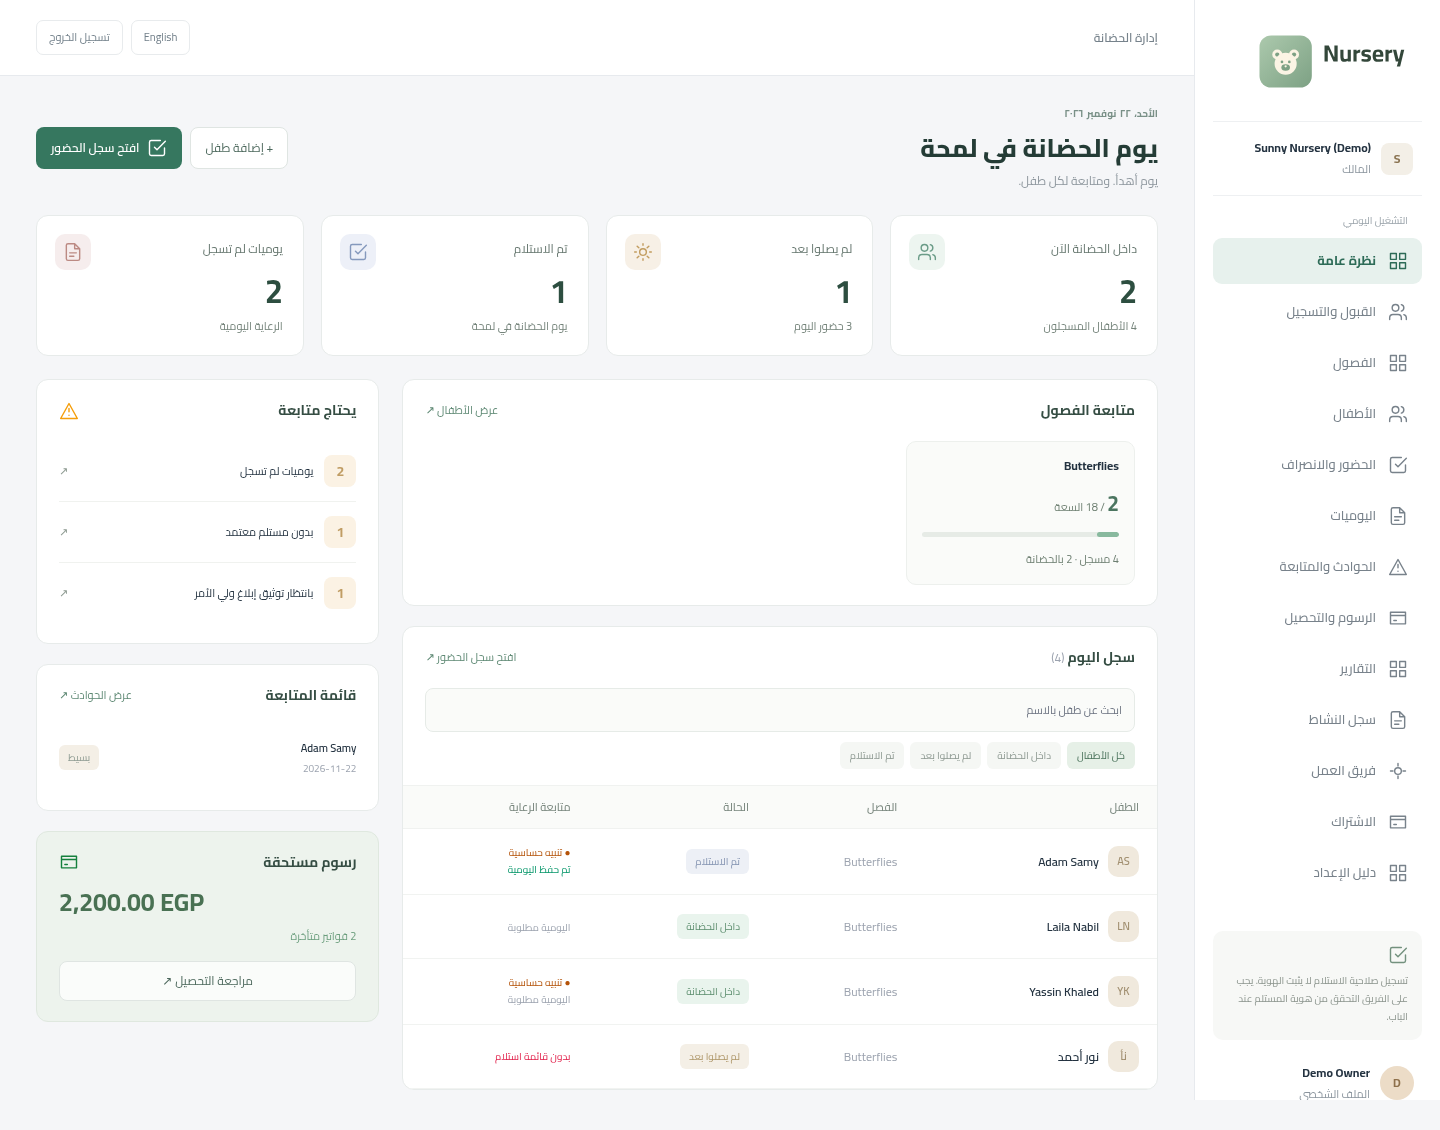 Nursery
S
Sunny Nursery (Demo)
المالك
التشغيل اليومي
نظرة عامة
القبول والتسجيل
الفصول
الأطفال
الحضور والانصراف
اليوميات
الحوادث والمتابعة
الرسوم والتحصيل
التقارير
سجل النشاط
فريق العمل
الاشتراك
دليل الإعداد
تسجيل صلاحية الاستلام لا يثبت الهوية. يجب
على الفريق التحقق من هوية المستلم عند
الباب.
D
Demo Owner
الملف الشخصي
إدارة الحضانة
English
تسجيل الخروج
الأحد، ٢٢ نوفمبر ٢٠٢٦
يوم الحضانة في لمحة
يوم أهدأ. ومتابعة لكل طفل.
+ إضافة طفل
افتح سجل الحضور
داخل الحضانة الآن
2
4 الأطفال المسجلون
لم يصلوا بعد
1
3 حضور اليوم
تم الاستلام
1
يوم الحضانة في لمحة
يوميات لم تسجل
2
الرعاية اليومية
متابعة الفصول
عرض الأطفال ↗
Butterflies
2 / 18 السعة
4 مسجل · 2 بالحضانة
سجل اليوم (4)
افتح سجل الحضور ↗
ابحث عن طفل بالاسم
كل الأطفال
داخل الحضانة
لم يصلوا بعد
تم الاستلام
الطفل الفصل الحالة متابعة الرعاية
AS Adam Samy Butterflies تم الاستلام ● تنبيه حساسية
تم حفظ اليومية
LN Laila Nabil Butterflies داخل الحضانة اليومية مطلوبة
YK Yassin Khaled Butterflies داخل الحضانة ● تنبيه حساسية
اليومية مطلوبة
نأ نور أحمد Butterflies لم يصلوا بعد بدون قائمة استلام
يحتاج متابعة
2 يوميات لم تسجل ↗
1 بدون مستلم معتمد ↗
1 بانتظار توثيق إبلاغ ولي الأمر ↗
قائمة المتابعة
عرض الحوادث ↗
Adam Samy
2026-11-22
بسيط
رسوم مستحقة
2,200.00 EGP
2 فواتير متأخرة
مراجعة التحصيل ↗